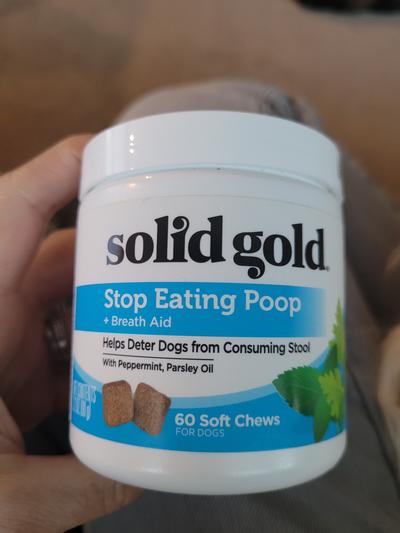 solid gold
Stop Eating Poop
+ Breath Aid
Helps Deter Dogs from Consuming Stool
With Peppermint, Parsley Oil
60 Soft Chews
FOR DOGS